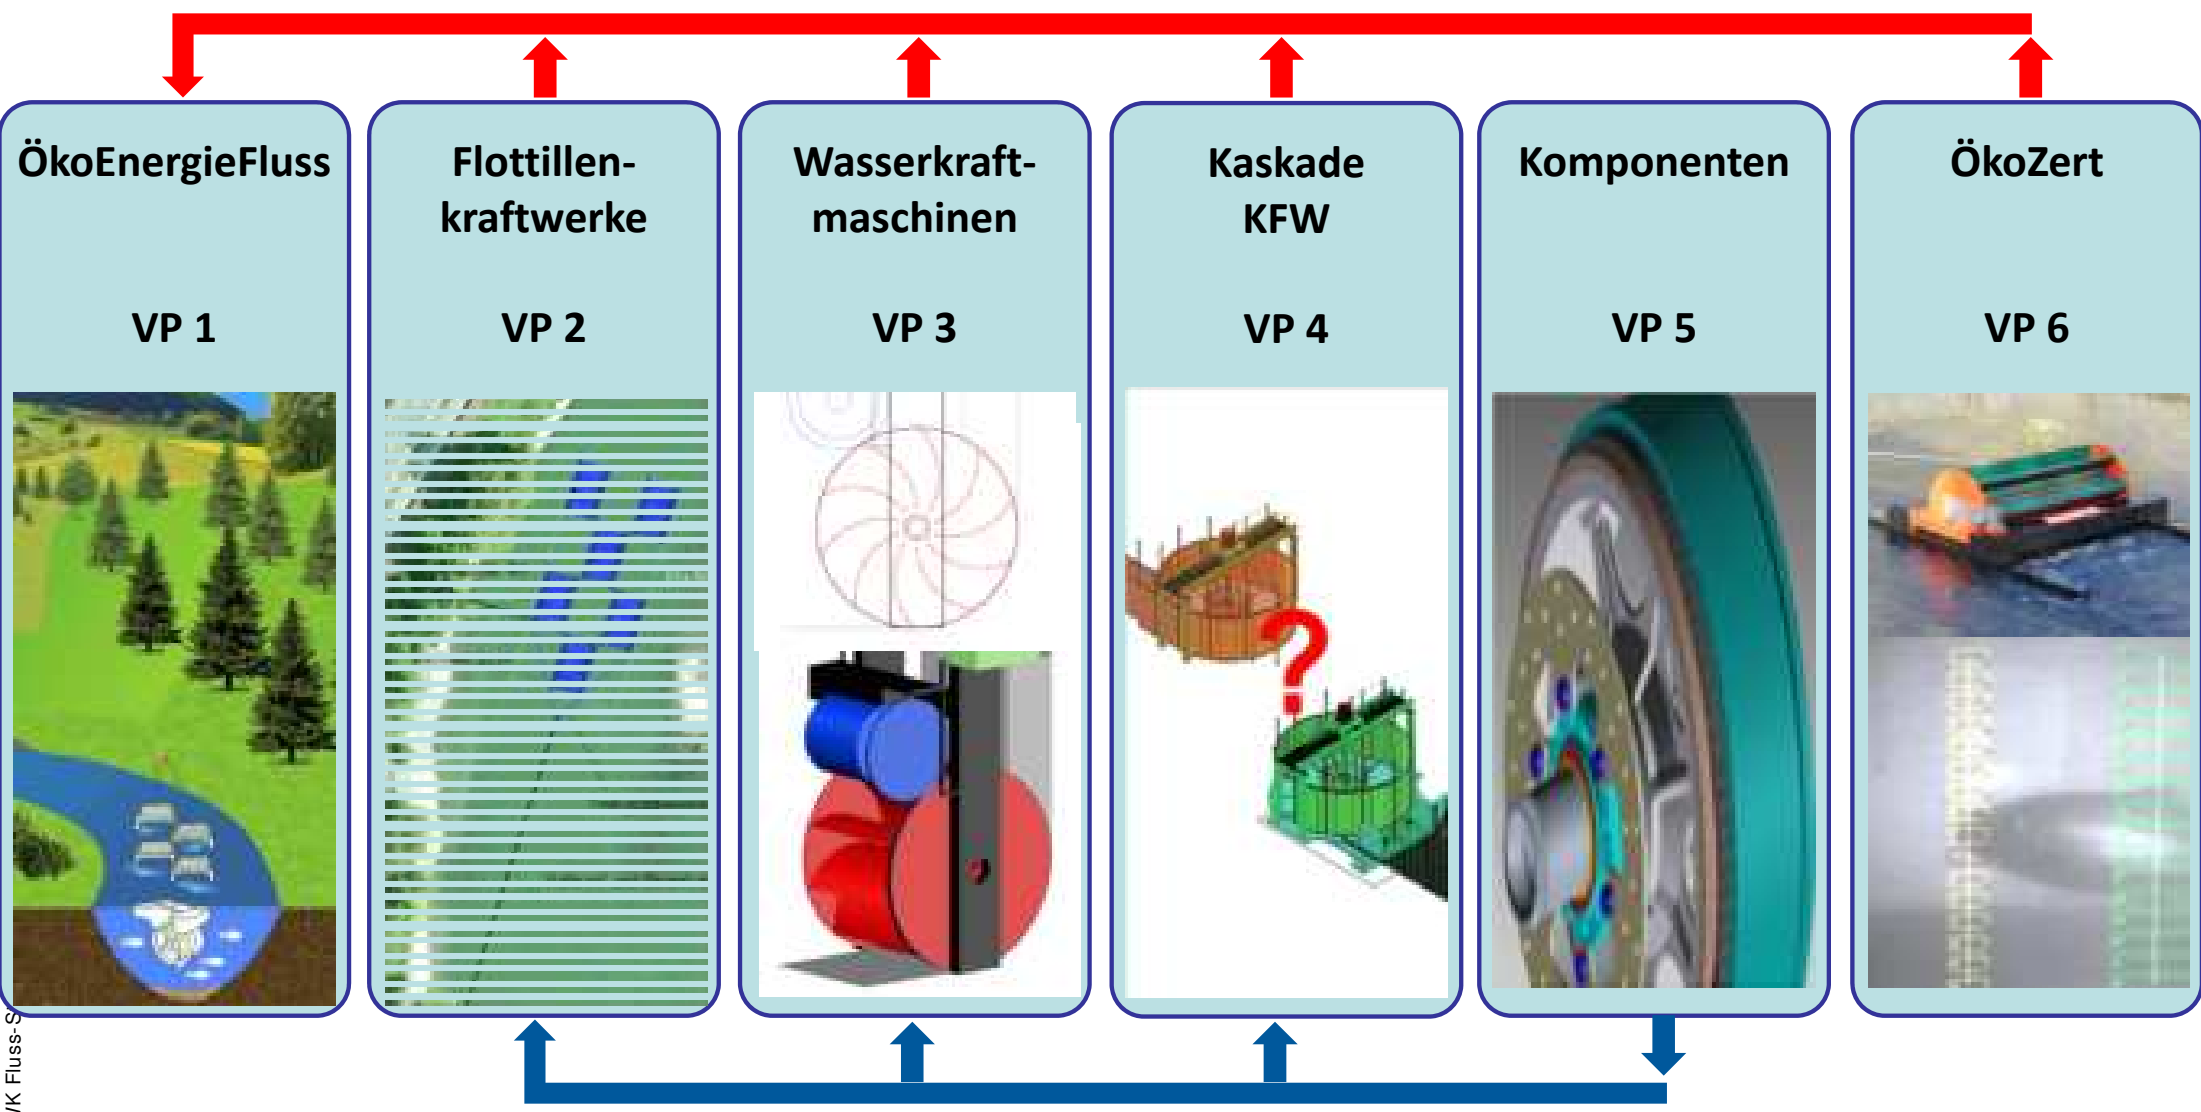 ÖkoEnergieFluss
VP 1
Flottillen-
kraftwerke
VP 2
Wasserkraft-
maschinen
VP 3
Kaskade
KFW
VP 4
?
Komponenten
VP 5
ÖkoZert
VP 6
Fluss-